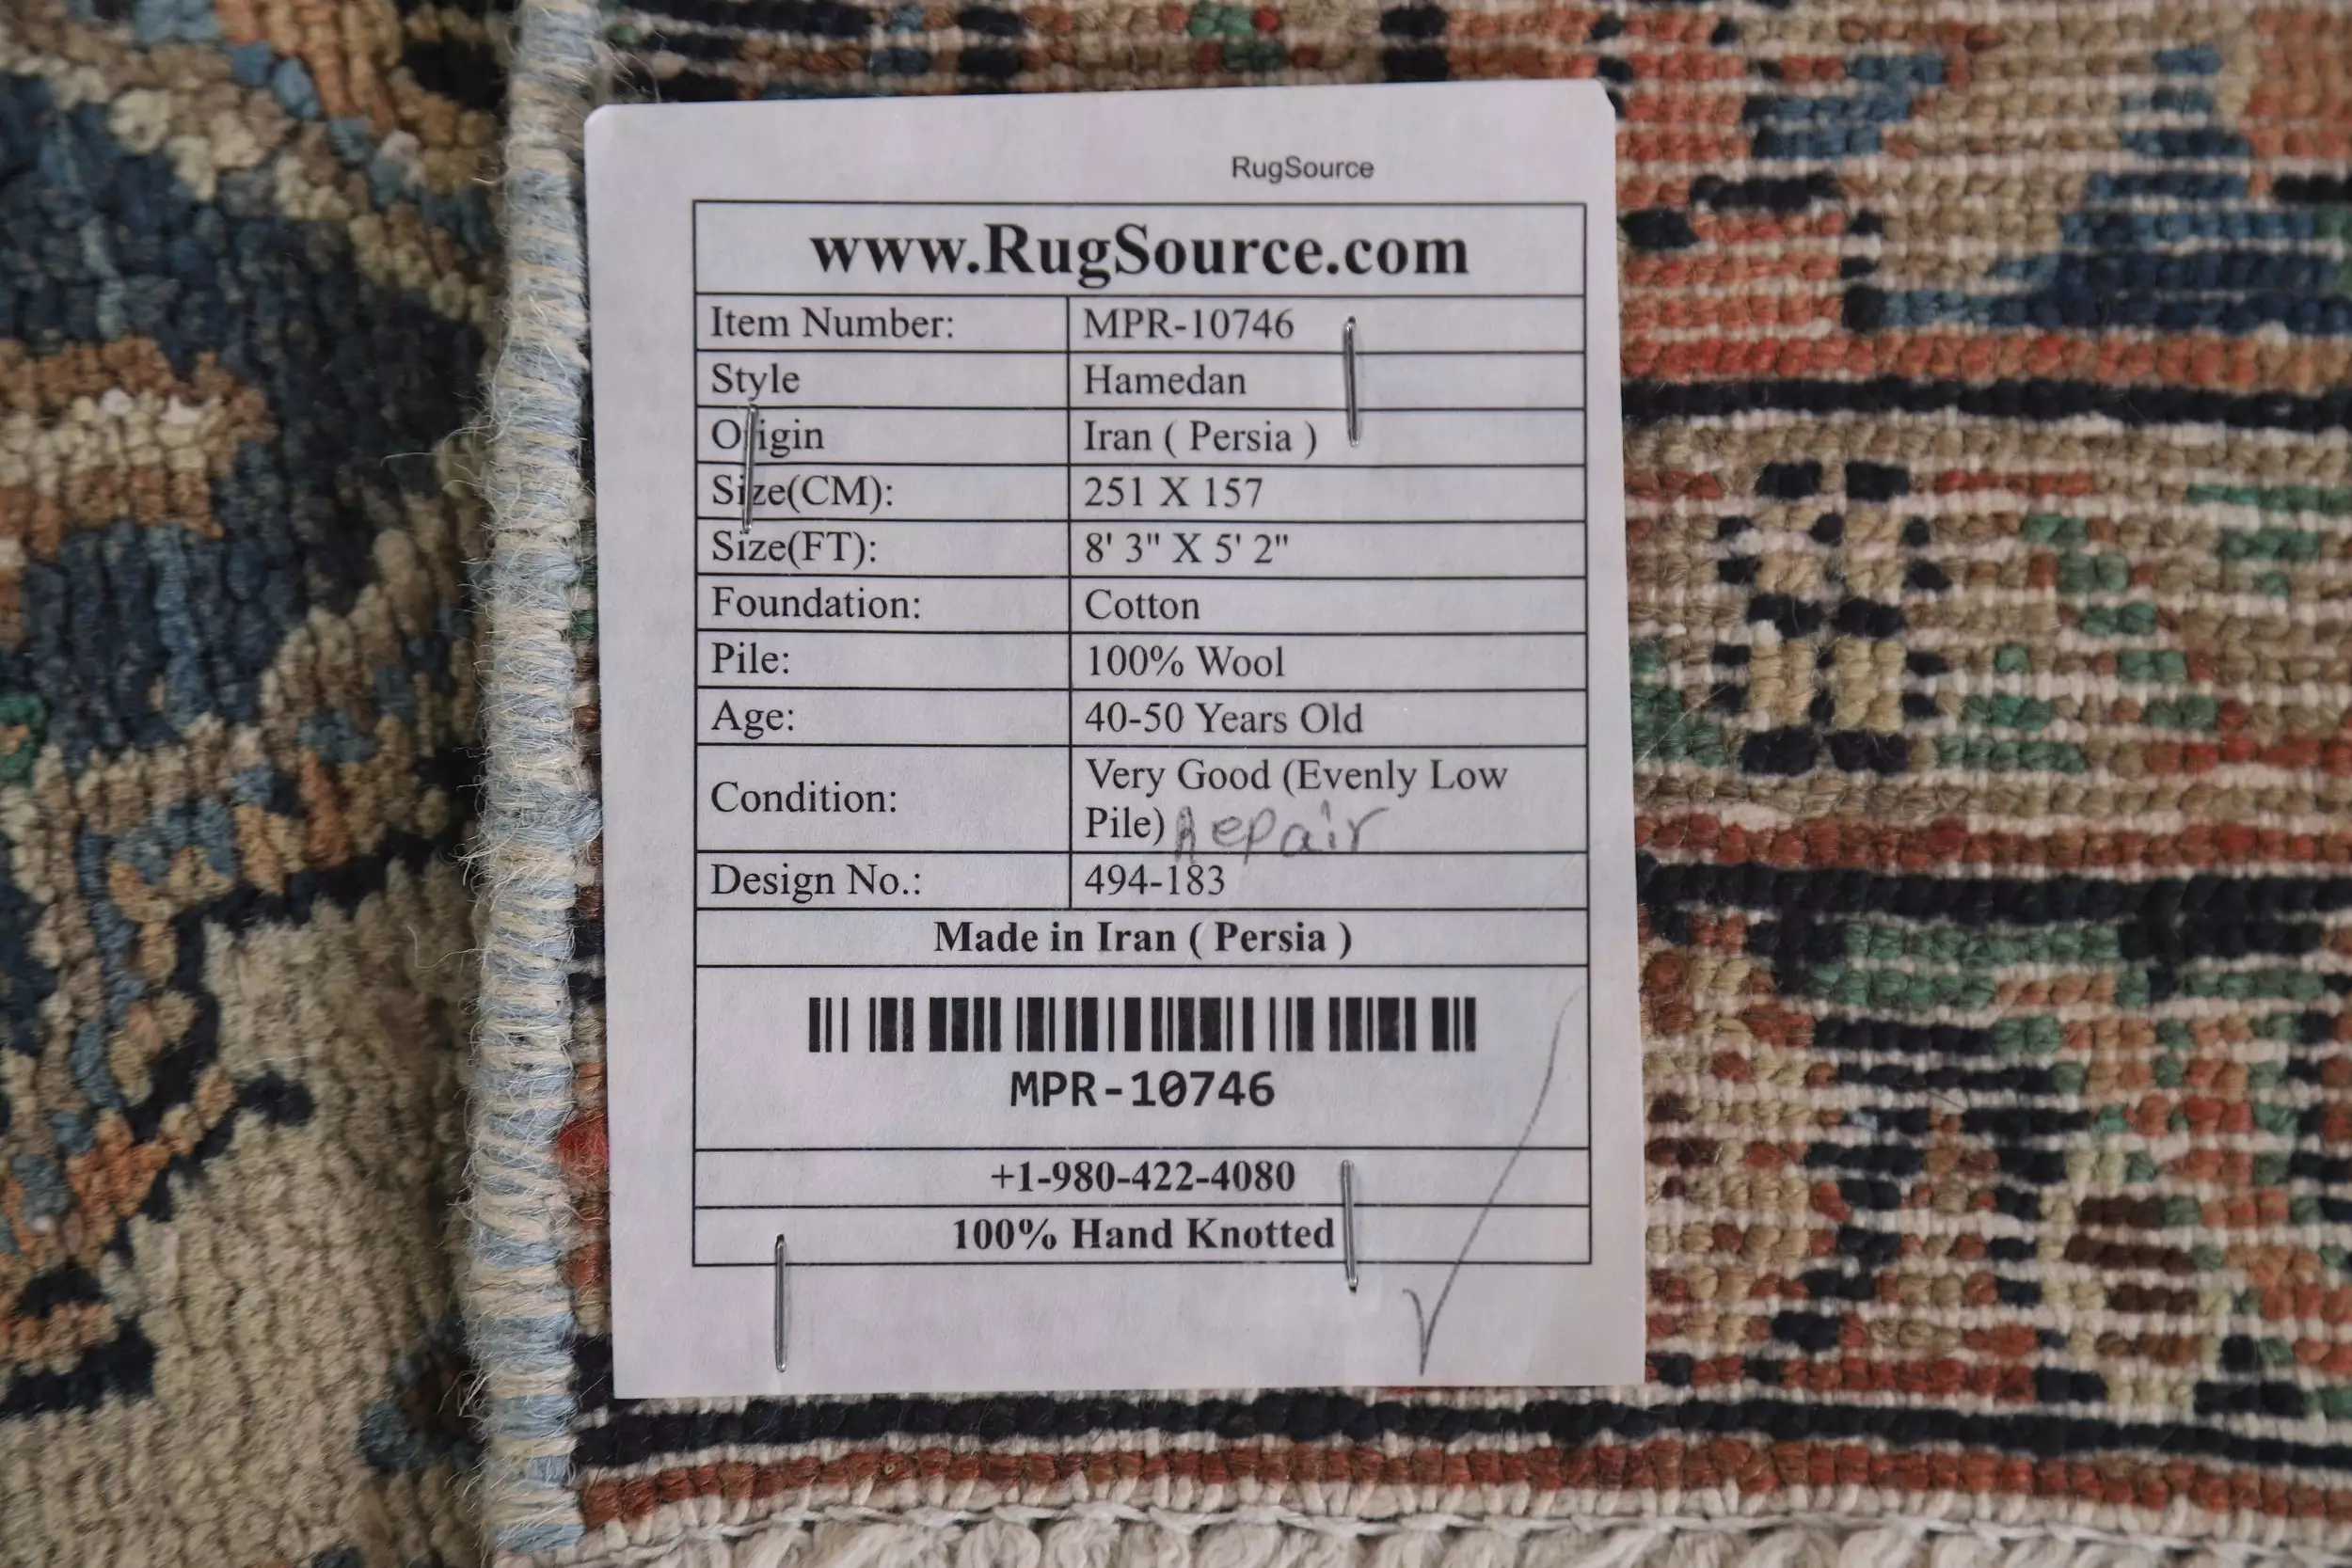 RugSource
www.RugSource.com
Item Number: MPR-10746
Style Hamedan
Origin Iran ( Persia )
Size(CM): 251 X 157
Size(FT): 8' 3" X 5' 2"
Foundation: Cotton
Pile: 100% Wool
Age: 40-50 Years Old
Condition: Very Good (Evenly Low
Pile) Repair
Design No.: 494-183
Made in Iran ( Persia )
MPR-10746
+1-980-422-4080
100% Hand Knotted